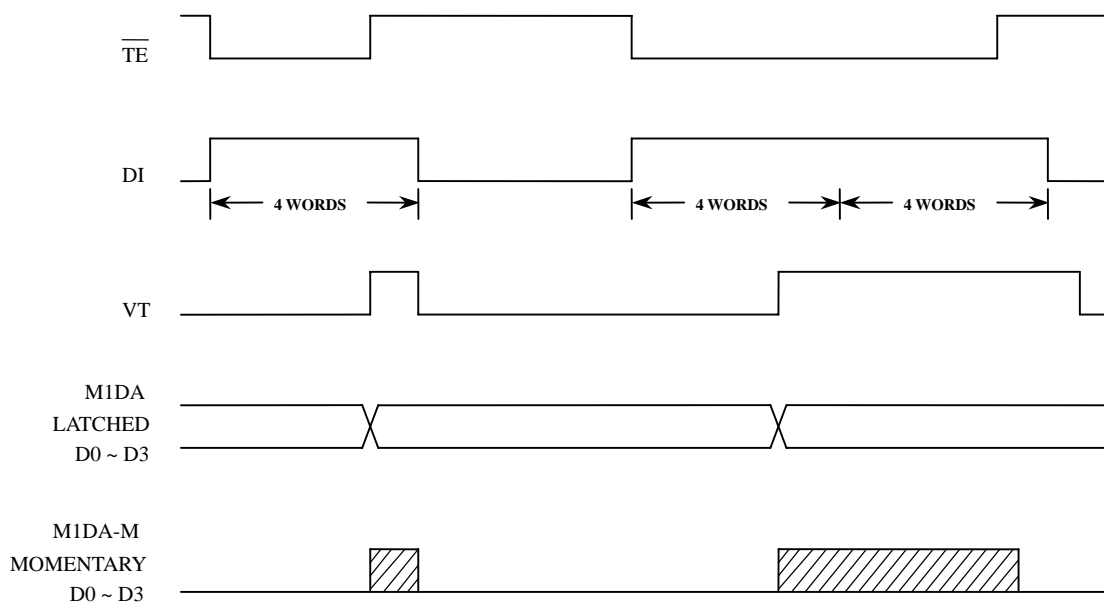 TE
DI
4 WORDS 4 WORDS 4 WORDS
VT
M1DA
LATCHED
D0 ~ D3
M1DA-M
MOMENTARY
D0 ~ D3